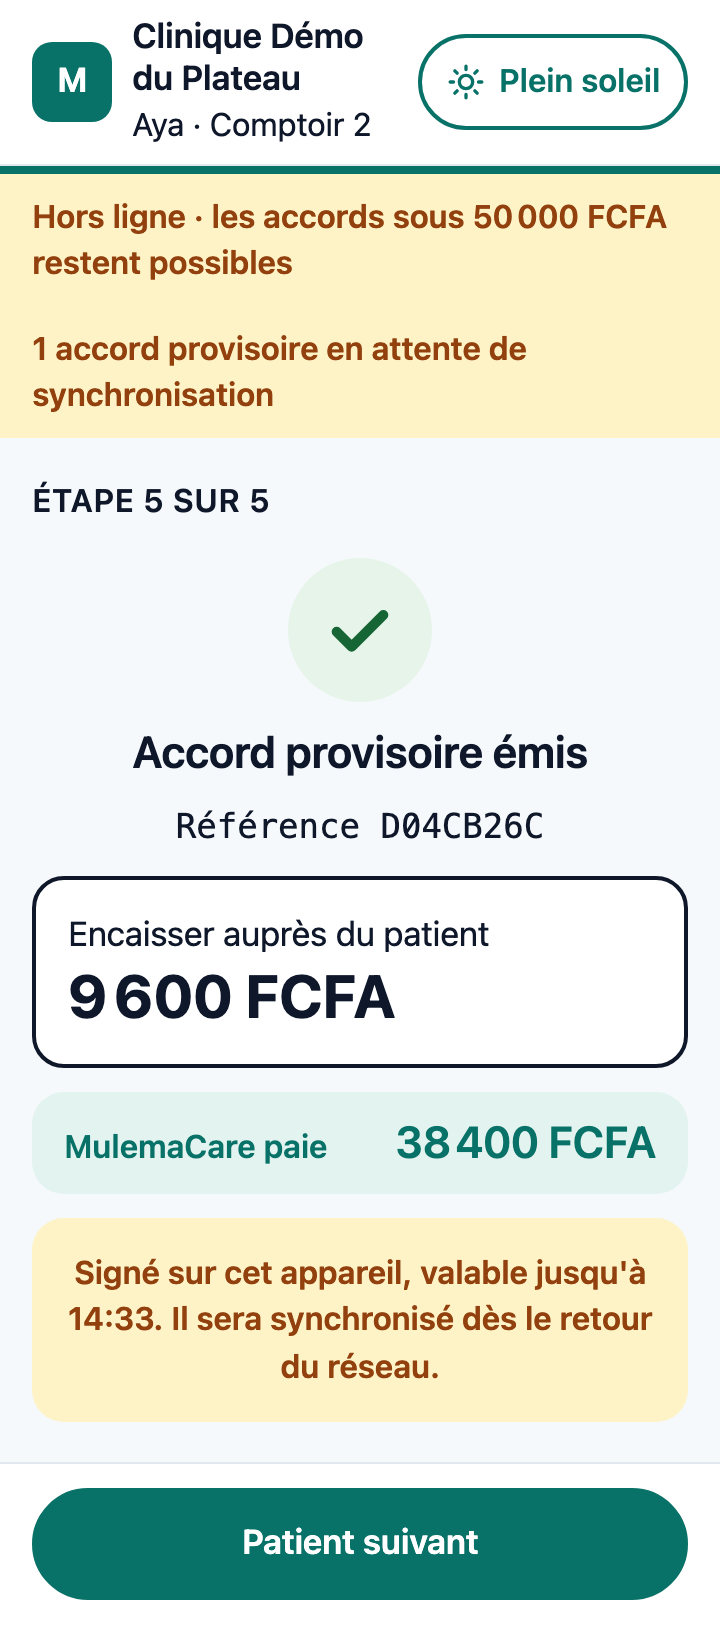 M
Clinique Démo
du Plateau
Aya · Comptoir 2
Plein soleil
Hors ligne · les accords sous 50 000 FCFA
restent possibles
1 accord provisoire en attente de
synchronisation
ÉTAPE 5 SUR 5
Accord provisoire émis
Référence D04CB26C
Encaisser auprès du patient
9 600 FCFA
MulemaCare paie 38 400 FCFA
Signé sur cet appareil, valable jusqu'à
14:33. Il sera synchronisé dès le retour
du réseau.
Patient suivant